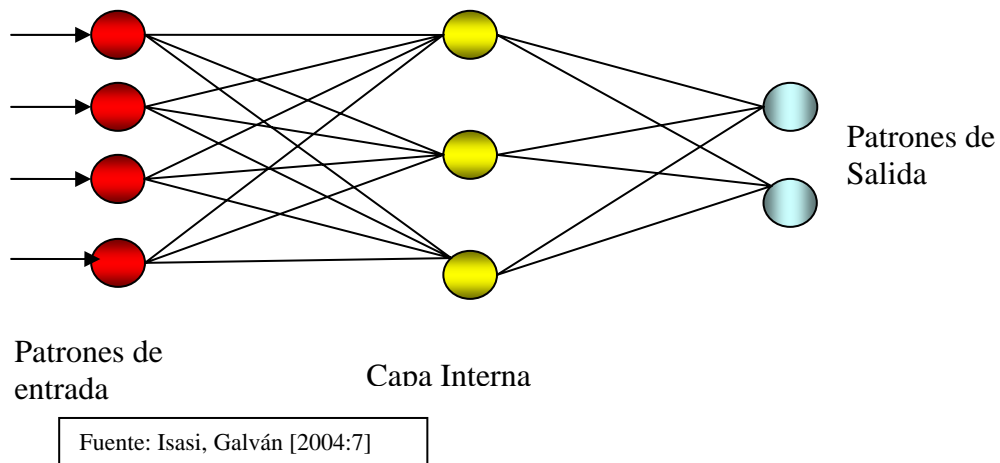 Patrones de
Salida
Patrones de
entrada
Capa Interna
Fuente: Isasi, Galván [2004:7]